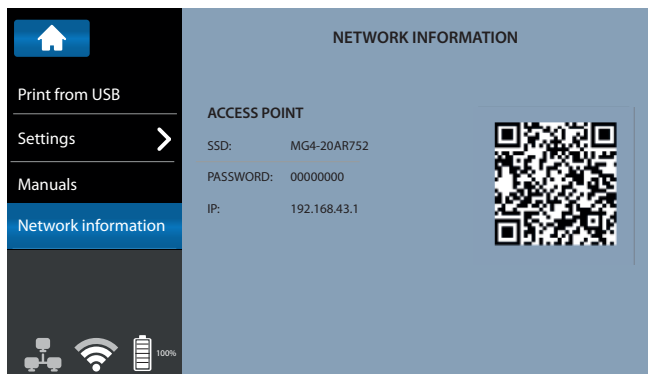 NETWORK INFORMATION
Print from USB
Settings
Manuals
Network information
100%
ACCESS POINT
SSD: MG4-20AR752
PASSWORD: 00000000
IP: 192.168.43.1